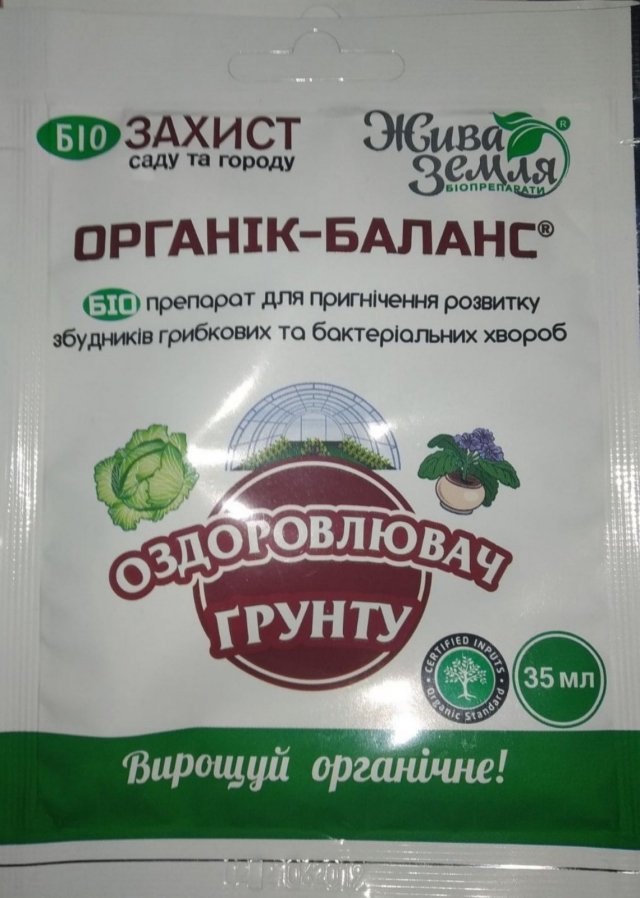 БІО ЗАХИСТ
саду та городу
Жива
Земля®
БІОПРЕПАРАТИ
ОРГАНІК-БАЛАНС®
БІО препарат для пригнічення розвитку
збудників грибкових та бактеріальних хвороб
ОЗДОРОВЛЮВАЧ
ҐРУНТУ
CERTIFIED INPUTS
Organic Standard
35 мл
Вирощуй органічне!